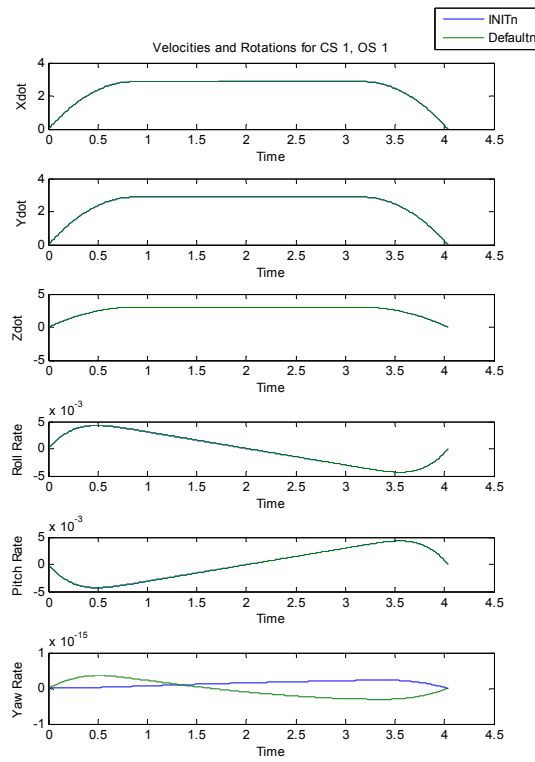 INITn
Defaultn
Velocities and Rotations for CS 1, OS 1
4
2
0
Xdot
0 0.5 1 1.5 2 2.5 3 3.5 4 4.5
Time
4
2
0
Ydot
0 0.5 1 1.5 2 2.5 3 3.5 4 4.5
Time
5
0
-5
Zdot
0 0.5 1 1.5 2 2.5 3 3.5 4 4.5
Time
x 10-3
5
0
-5
Roll Rate
0 0.5 1 1.5 2 2.5 3 3.5 4 4.5
Time
x 10-3
5
0
-5
Pitch Rate
0 0.5 1 1.5 2 2.5 3 3.5 4 4.5
Time
x 10-15
1
0
-1
Yaw Rate
0 0.5 1 1.5 2 2.5 3 3.5 4 4.5
Time